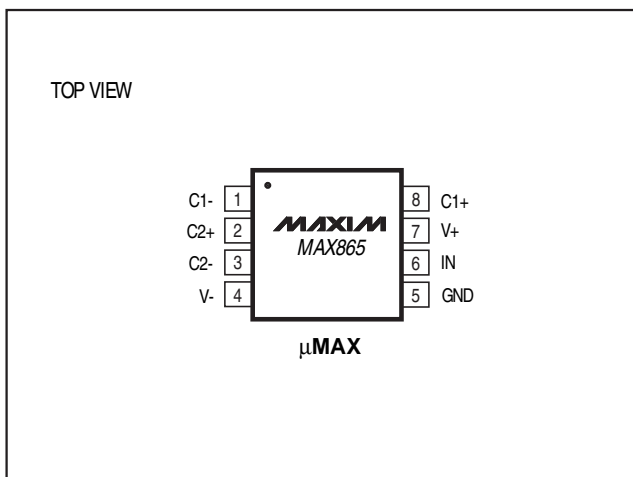 TOP VIEW
C1- 1 8 C1+
C2+ 2 MAXIM 7 V+
MAX865
C2- 3 6 IN
V- 4 5 GND
µMAX